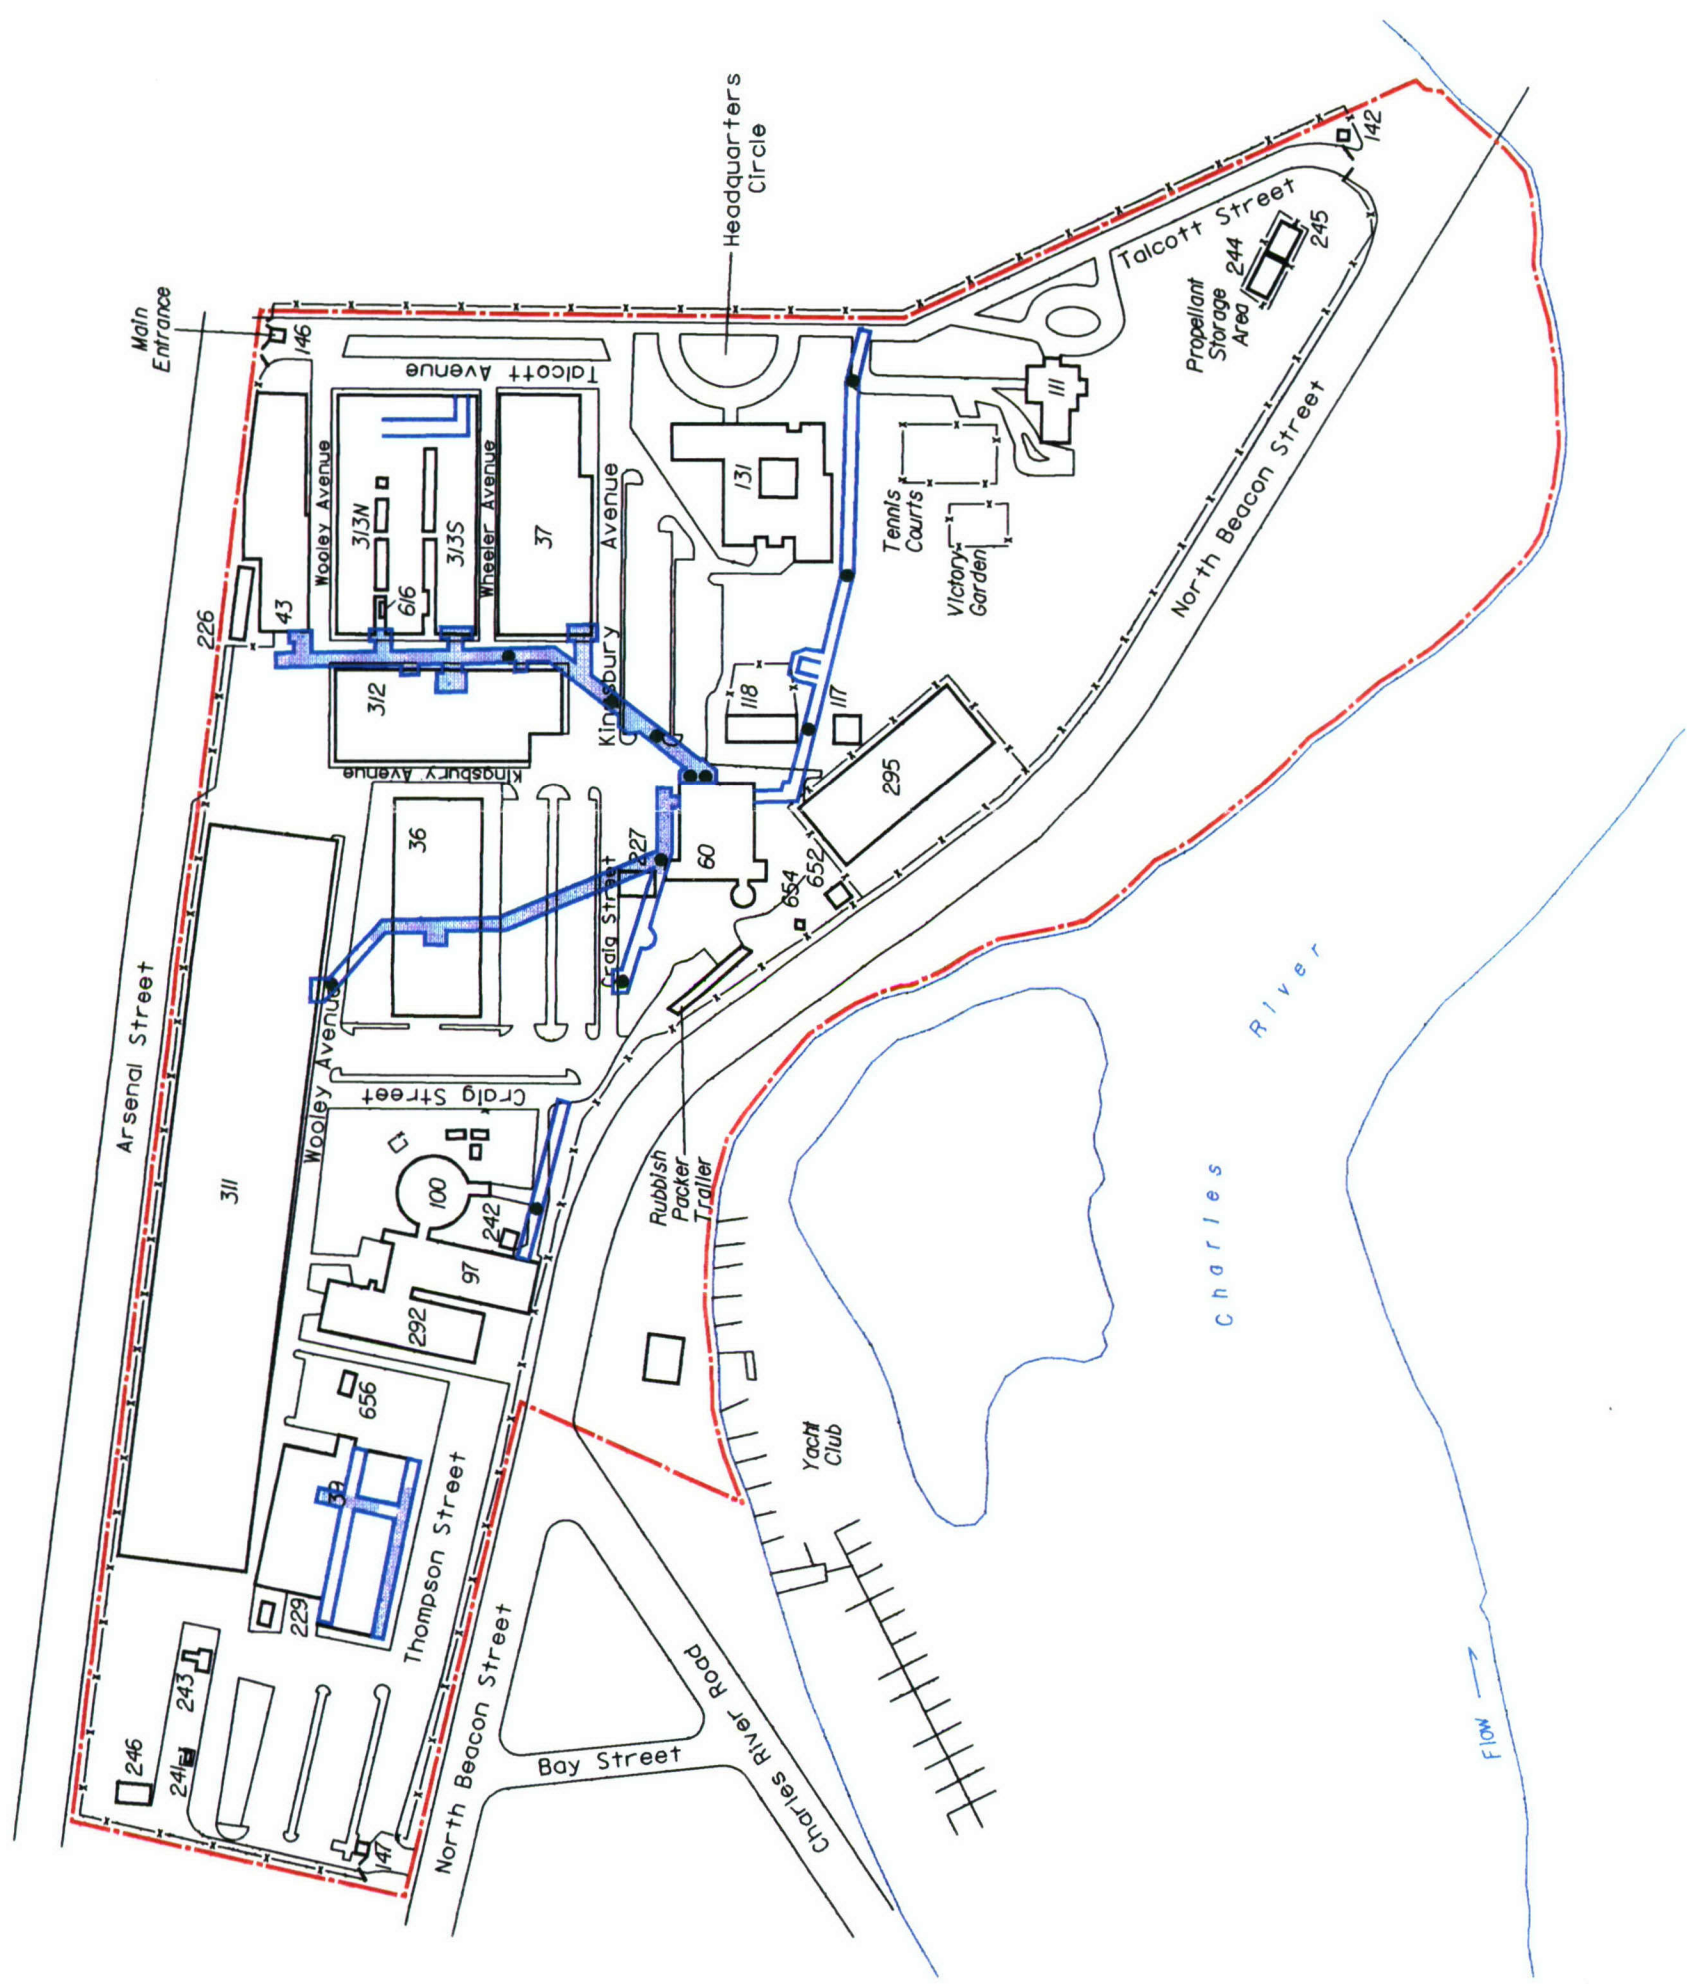 Main
Entrance
146
Headquarters
Circle
142
Talcott Avenue
Talcott Street
244
245
Propellant
Storage
Area
111
Wooley Avenue
313N
313S
616
Wheeler Avenue
37
Kingsbury Avenue
131
Tennis
Courts
Victory
Garden
North Beacon Street
226
43
312
118
117
295
Kingsbury Avenue
36
227
60
652
654
Craig Street
Arsenal Street
Wooley Avenue
Craig Street
311
100
242
97
292
Rubbish
Packer
Trailer
656
39
229
Thompson Street
North Beacon Street
243
241
246
147
Bay Street
Charles River Road
Yacht
Club
Charles River
Flow